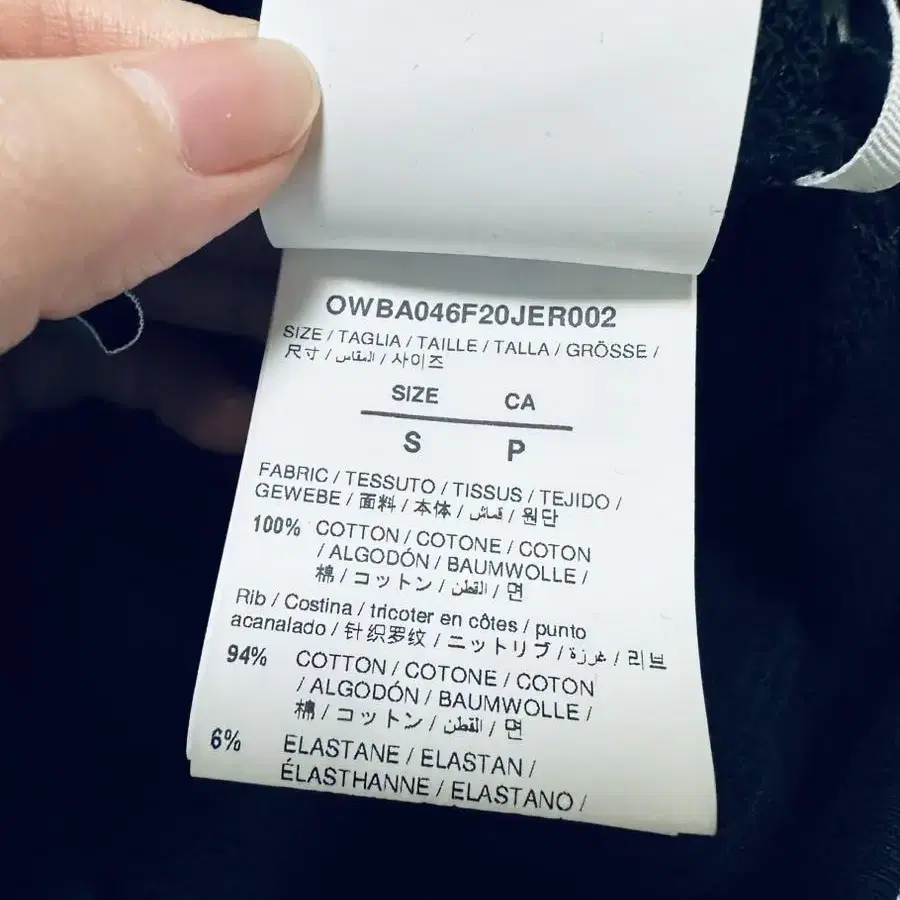 OWBA046F20JER002
SIZE / TAGLIA / TAILLE / TALLA / GRÖSSE /
尺寸 / المقاس / 사이즈
SIZE CA
S P
FABRIC / TESSUTO / TISSUS / TEJIDO /
GEWEBE / 面料 / 本体 / قماش / 원단
100% COTTON / COTONE / COTON
/ ALGODÓN / BAUMWOLLE /
棉 / コットン / القطن / 면
Rib / Costina / tricoter en côtes / punto
acanalado / 针织罗纹 / ニットリブ / غرزة / 리브
94% COTTON / COTONE / COTON
/ ALGODÓN / BAUMWOLLE /
棉 / コットン / القطن / 면
6% ELASTANE / ELASTAN /
ÉLASTHANNE / ELASTANO /